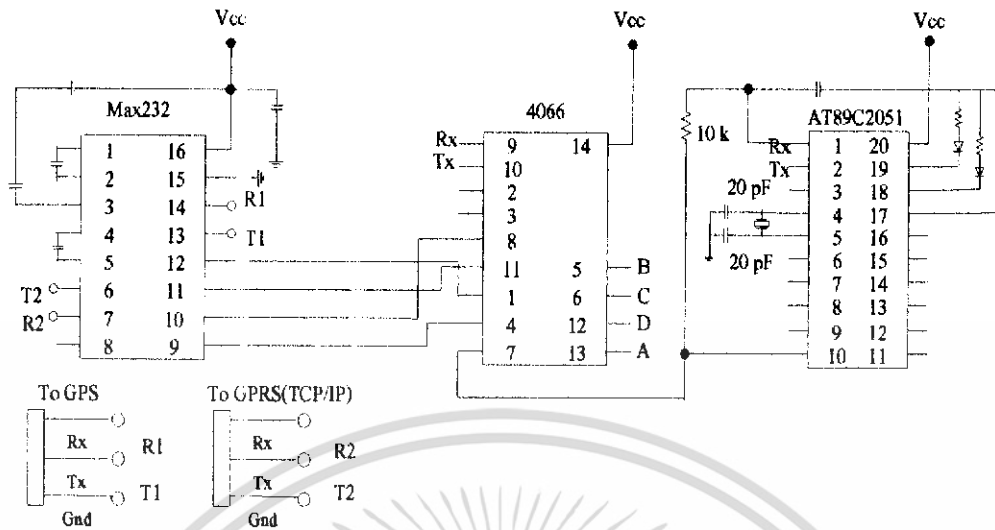 Vcc
Vcc
Vcc
Max232
4066
AT89C2051
10 k
1 16
2 15
3 14 R1
4 13 T1
5 12
T2 6 11
R2 7 10
8 9
Rx 9 14
Tx 10
2
3
8
11 5 B
1 6 C
4 12 D
7 13 A
Rx 1 20
Tx 2 19
3 18
20 pF 4 17
5 16
20 pF 6 15
7 14
8 13
9 12
10 11
To GPS
Rx R1
Tx T1
Gnd
To GPRS(TCP/IP)
Rx R2
Tx T2
Gnd